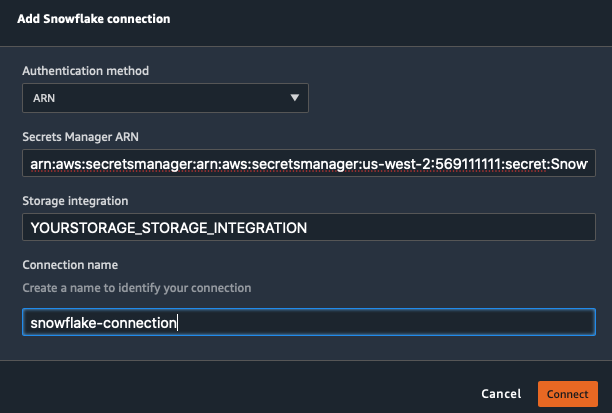 Add Snowflake connection
Authentication method
ARN
Secrets Manager ARN
arn:aws:secretsmanager:arn:aws:secretsmanager:us-west-2:569111111:secret:Snow
Storage integration
YOURSTORAGE_STORAGE_INTEGRATION
Connection name
Create a name to identify your connection
snowflake-connection
Cancel Connect